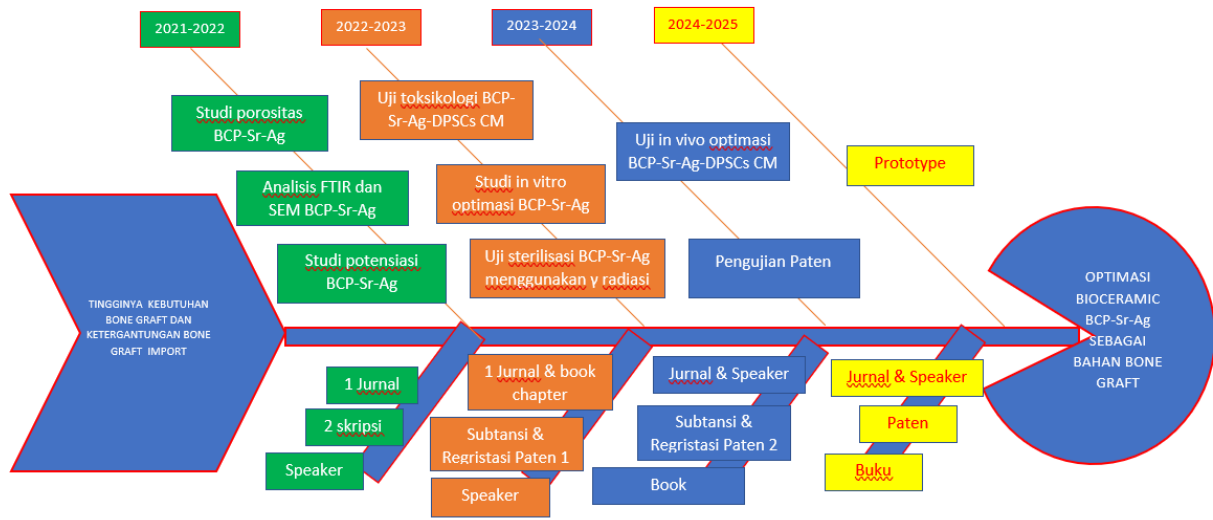 2021-2022
2022-2023
2023-2024
2024-2025
Studi porositas
BCP-Sr-Ag
Analisis FTIR dan
SEM BCP-Sr-Ag
Studi potensiasi
BCP-Sr-Ag
Uji toksikologi BCP-
Sr-Ag-DPSCs CM
Studi in vitro
optimasi BCP-Sr-Ag
Uji sterilisasi BCP-Sr-Ag
menggunakan γ radiasi
Uji in vivo optimasi
BCP-Sr-Ag-DPSCs CM
Pengujian Paten
Prototype
TINGGINYA KEBUTUHAN
BONE GRAFT DAN
KETERGANTUNGAN BONE
GRAFT IMPORT
OPTIMASI
BIOCERAMIC
BCP-Sr-Ag
SEBAGAI
BAHAN BONE
GRAFT
1 Jurnal
2 skripsi
Speaker
1 Jurnal & book
chapter
Subtansi &
Regristasi Paten 1
Speaker
Jurnal & Speaker
Subtansi &
Regristasi Paten 2
Book
Jurnal & Speaker
Paten
Buku